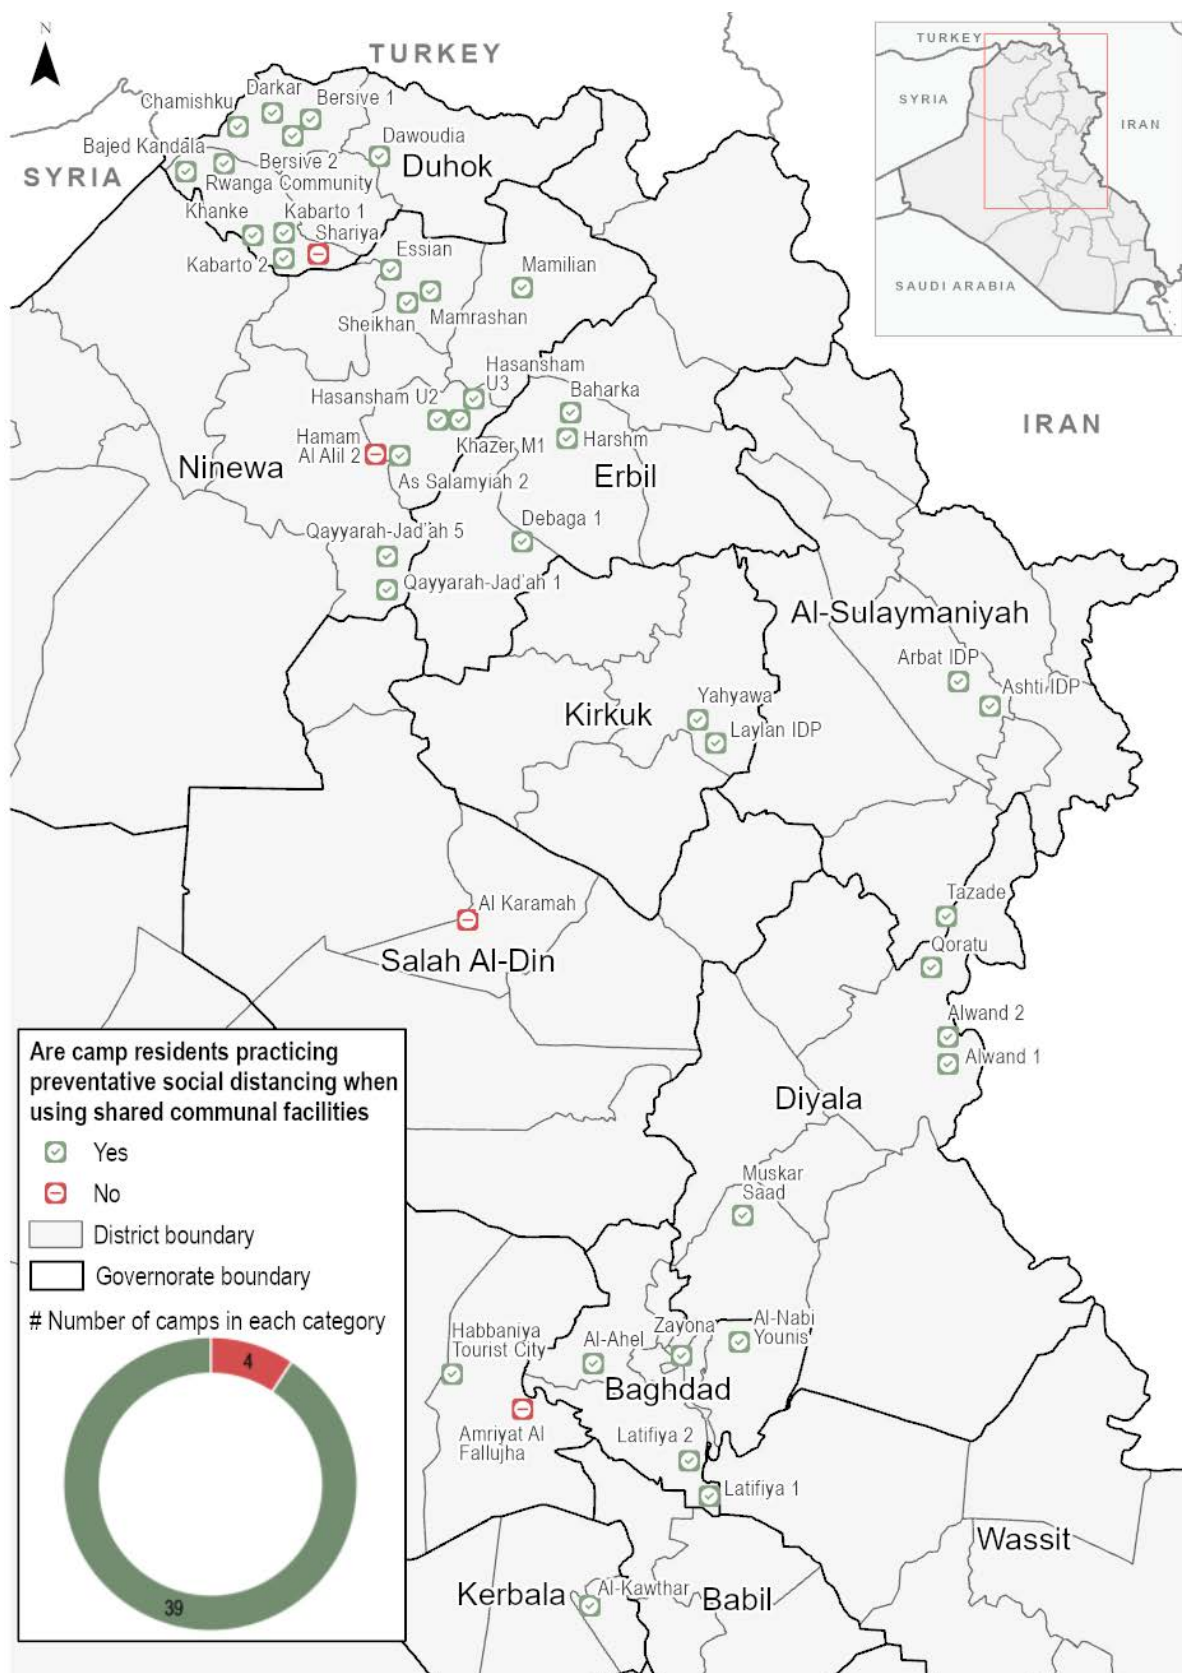 N
TURKEY
TURKEY
SYRIA
IRAN
SAUDI ARABIA
Darkar
Chamishku
Bersive 1
Bajed Kandala
Dawoudia
Bersive 2
Duhok
SYRIA
Rwanga Community
Khanke
Kabarto 1
Shariya
Kabarto 2
Essian
Mamilian
Sheikhan
Mamrashan
Hasansham
U3
Hasansham U2
Baharka
IRAN
Hamam
Al Alil 2
Khazer M1
Harshm
Ninewa
As Salamyiah 2
Erbil
Debaga 1
Qayyarah-Jad'ah 5
Qayyarah-Jad'ah 1
Al-Sulaymaniyah
Arbat IDP
Ashti IDP
Yahyawa
Kirkuk
Laylan IDP
Tazade
Al Karamah
Qoratu
Salah Al-Din
Alwand 2
Alwand 1
Diyala
Muskar
Saad
Are camp residents practicing
preventative social distancing when
using shared communal facilities
Yes
No
District boundary
Governorate boundary
# Number of camps in each category
4
39
Habbaniya
Tourist City
Al-Ahel
Zayona
Al-Nabi
Younis
Baghdad
Amriyat Al
Fallujha
Latifiya 2
Latifiya 1
Wassit
Kerbala
Al-Kawthar
Babil